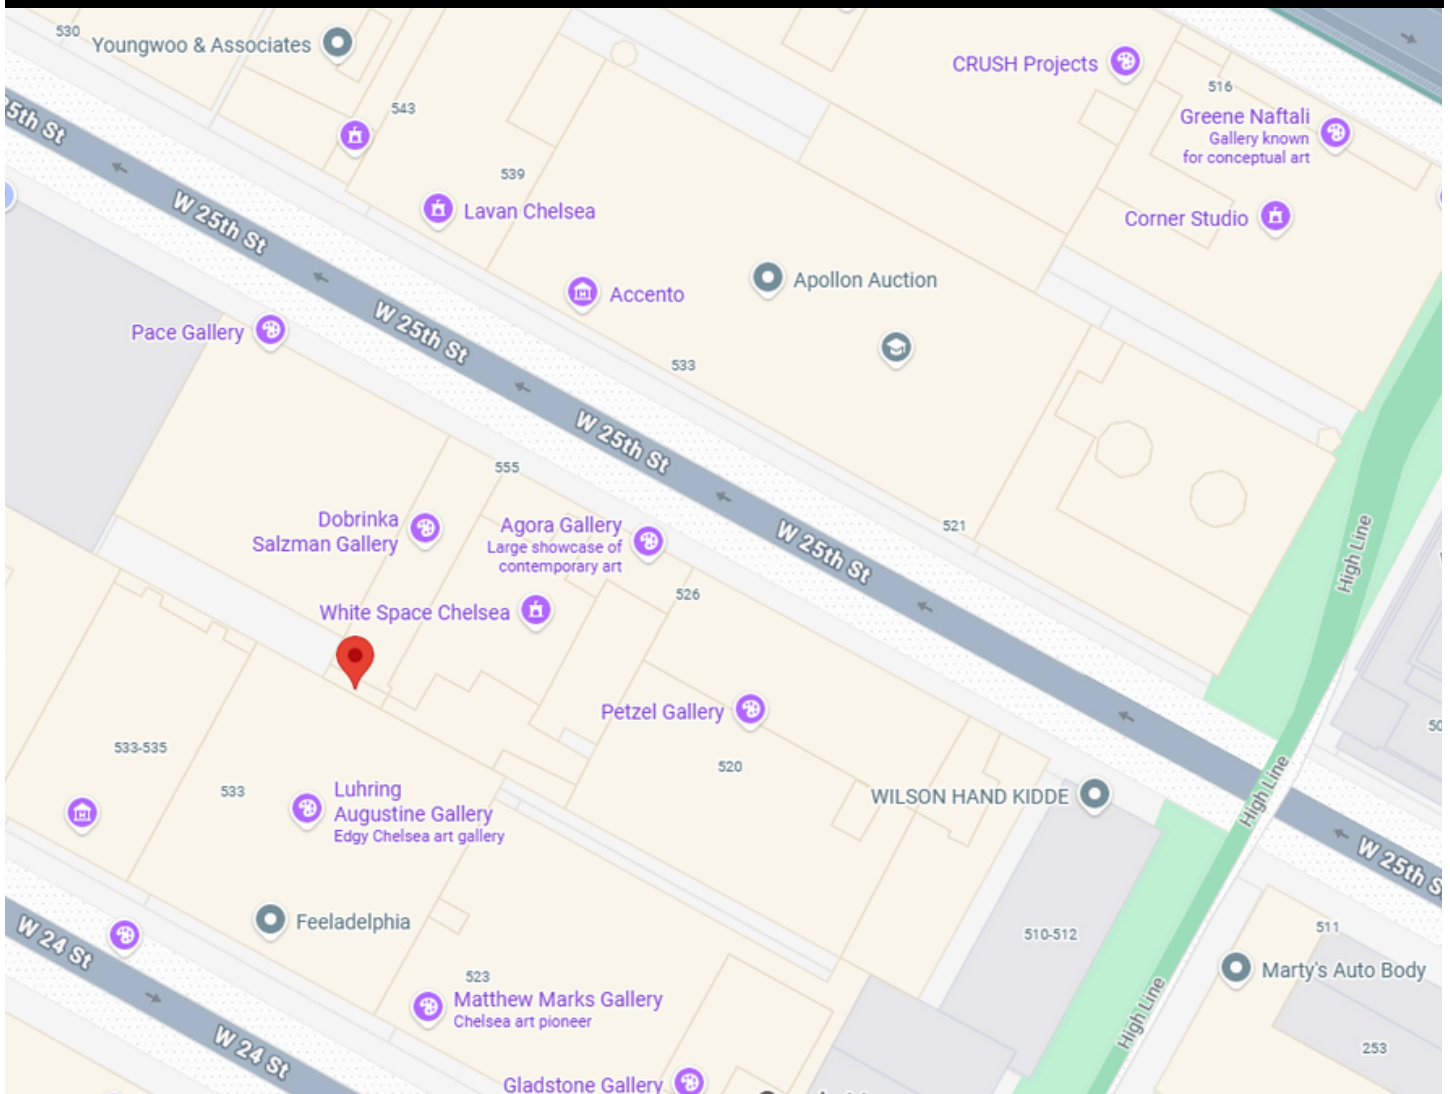 530
Youngwoo & Associates
CRUSH Projects
516
543
Greene Naftali
Gallery known
for conceptual art
25th St
539
Lavan Chelsea
W 25th St
Corner Studio
Accento
Apollon Auction
Pace Gallery
W 25th St
533
W 25th St
555
Dobrinka
Salzman Gallery
Agora Gallery
Large showcase of
contemporary art
521
W 25th St
High Line
White Space Chelsea
526
Petzel Gallery
533-535
520
533
Luhring
Augustine Gallery
Edgy Chelsea art gallery
WILSON HAND KIDDE
High Line
W 25th S
Feeladelphia
W 24 St
510-512
511
Marty's Auto Body
523
Matthew Marks Gallery
Chelsea art pioneer
High Line
W 24 St
253
Gladstone Gallery